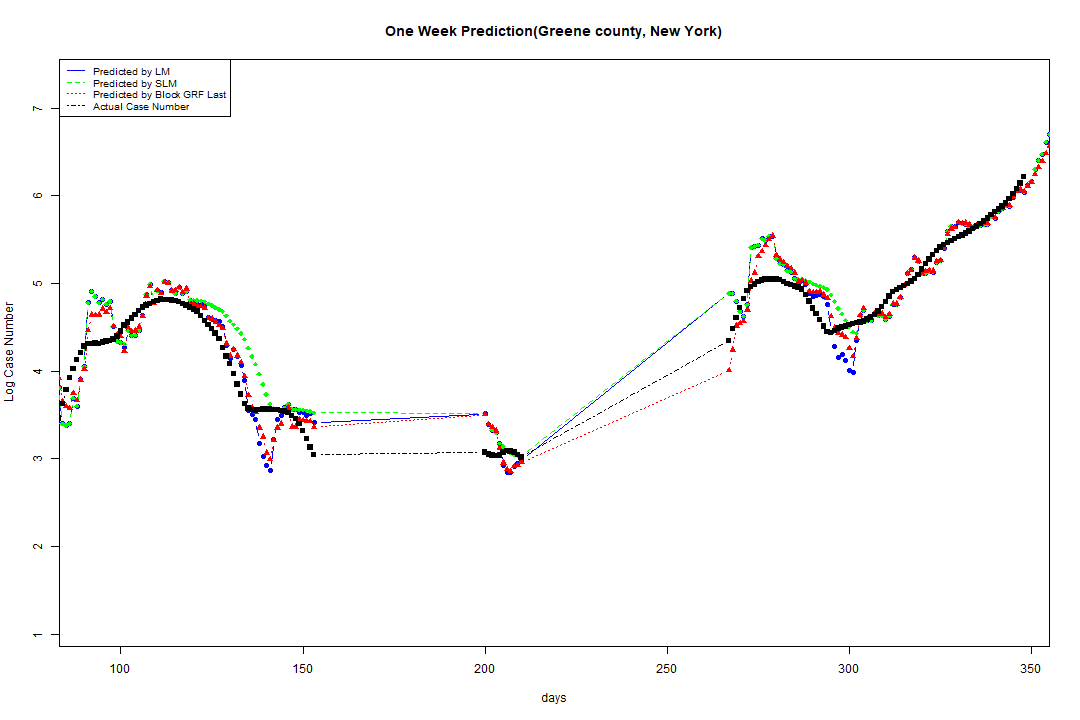 One Week Prediction(Greene county, New York)
Predicted by LM
Predicted by SLM
Predicted by Block GRF Last
Actual Case Number
7
6
5
4
3
2
1
Log Case Number
100 150 200 250 300 350
days